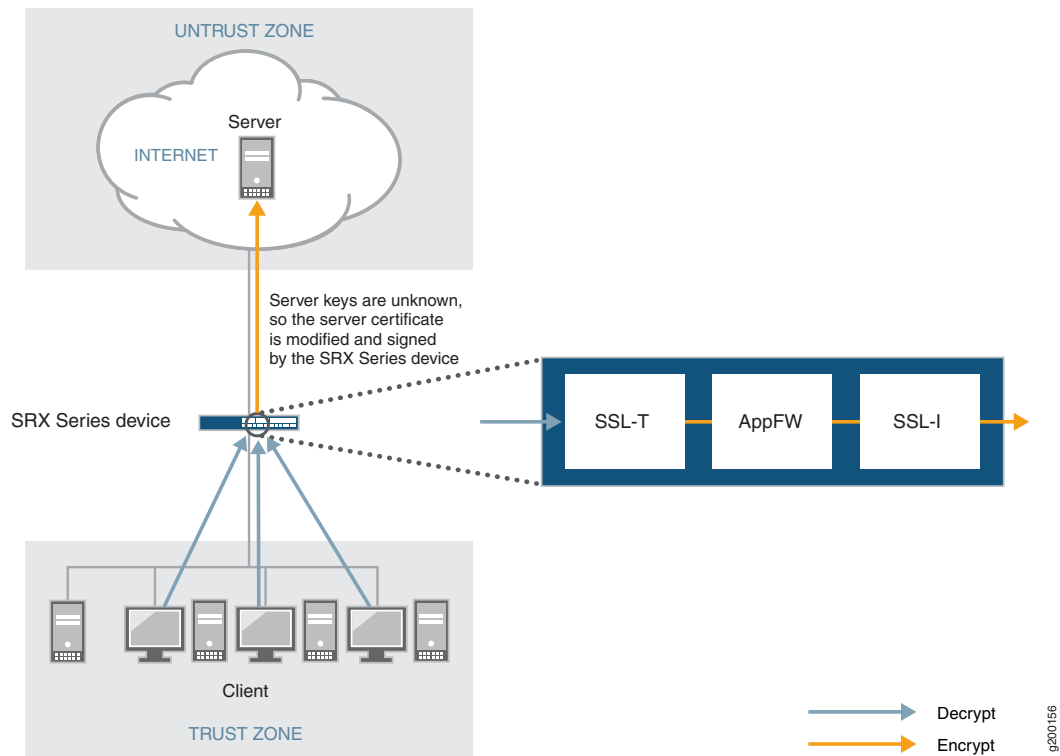 UNTRUST ZONE
Server
INTERNET
Server keys are unknown,
so the server certificate
is modified and signed
by the SRX Series device
SRX Series device
SSL-T
AppFW
SSL-I
Client
TRUST ZONE
Decrypt
Encrypt
g200156